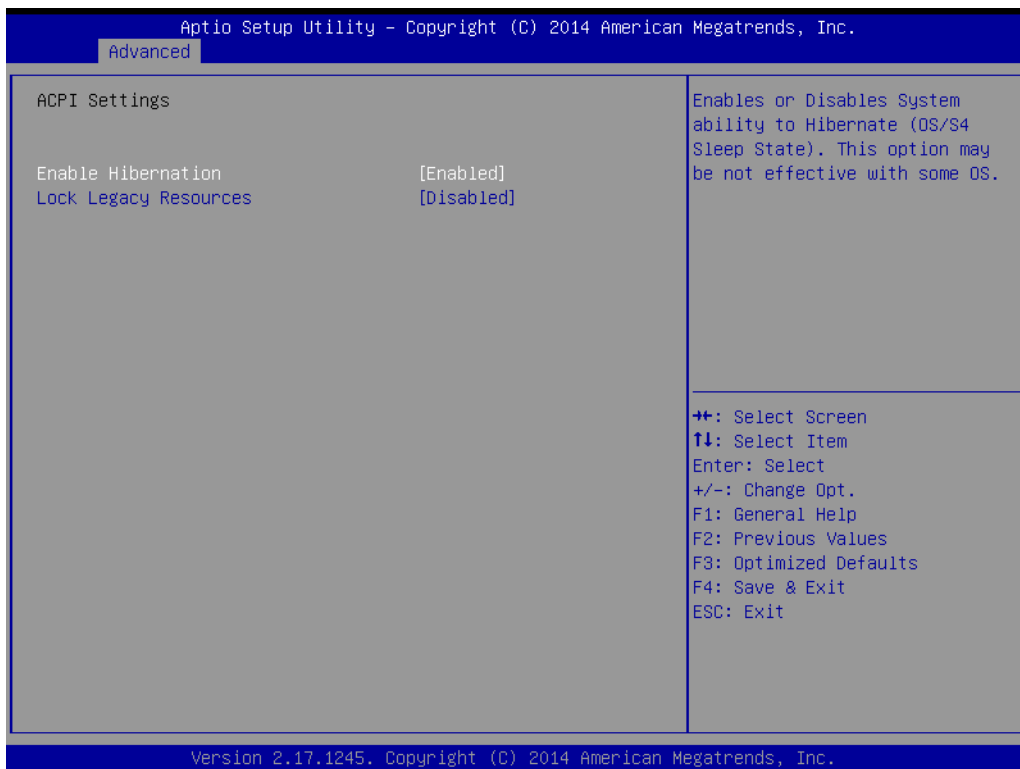 Aptio Setup Utility – Copyright (C) 2014 American Megatrends, Inc.
Advanced
ACPI Settings
Enable Hibernation [Enabled]
Lock Legacy Resources [Disabled]
Enables or Disables System
ability to Hibernate (OS/S4
Sleep State). This option may
be not effective with some OS.
→←: Select Screen
↑↓: Select Item
Enter: Select
+/-: Change Opt.
F1: General Help
F2: Previous Values
F3: Optimized Defaults
F4: Save & Exit
ESC: Exit
Version 2.17.1245. Copyright (C) 2014 American Megatrends, Inc.